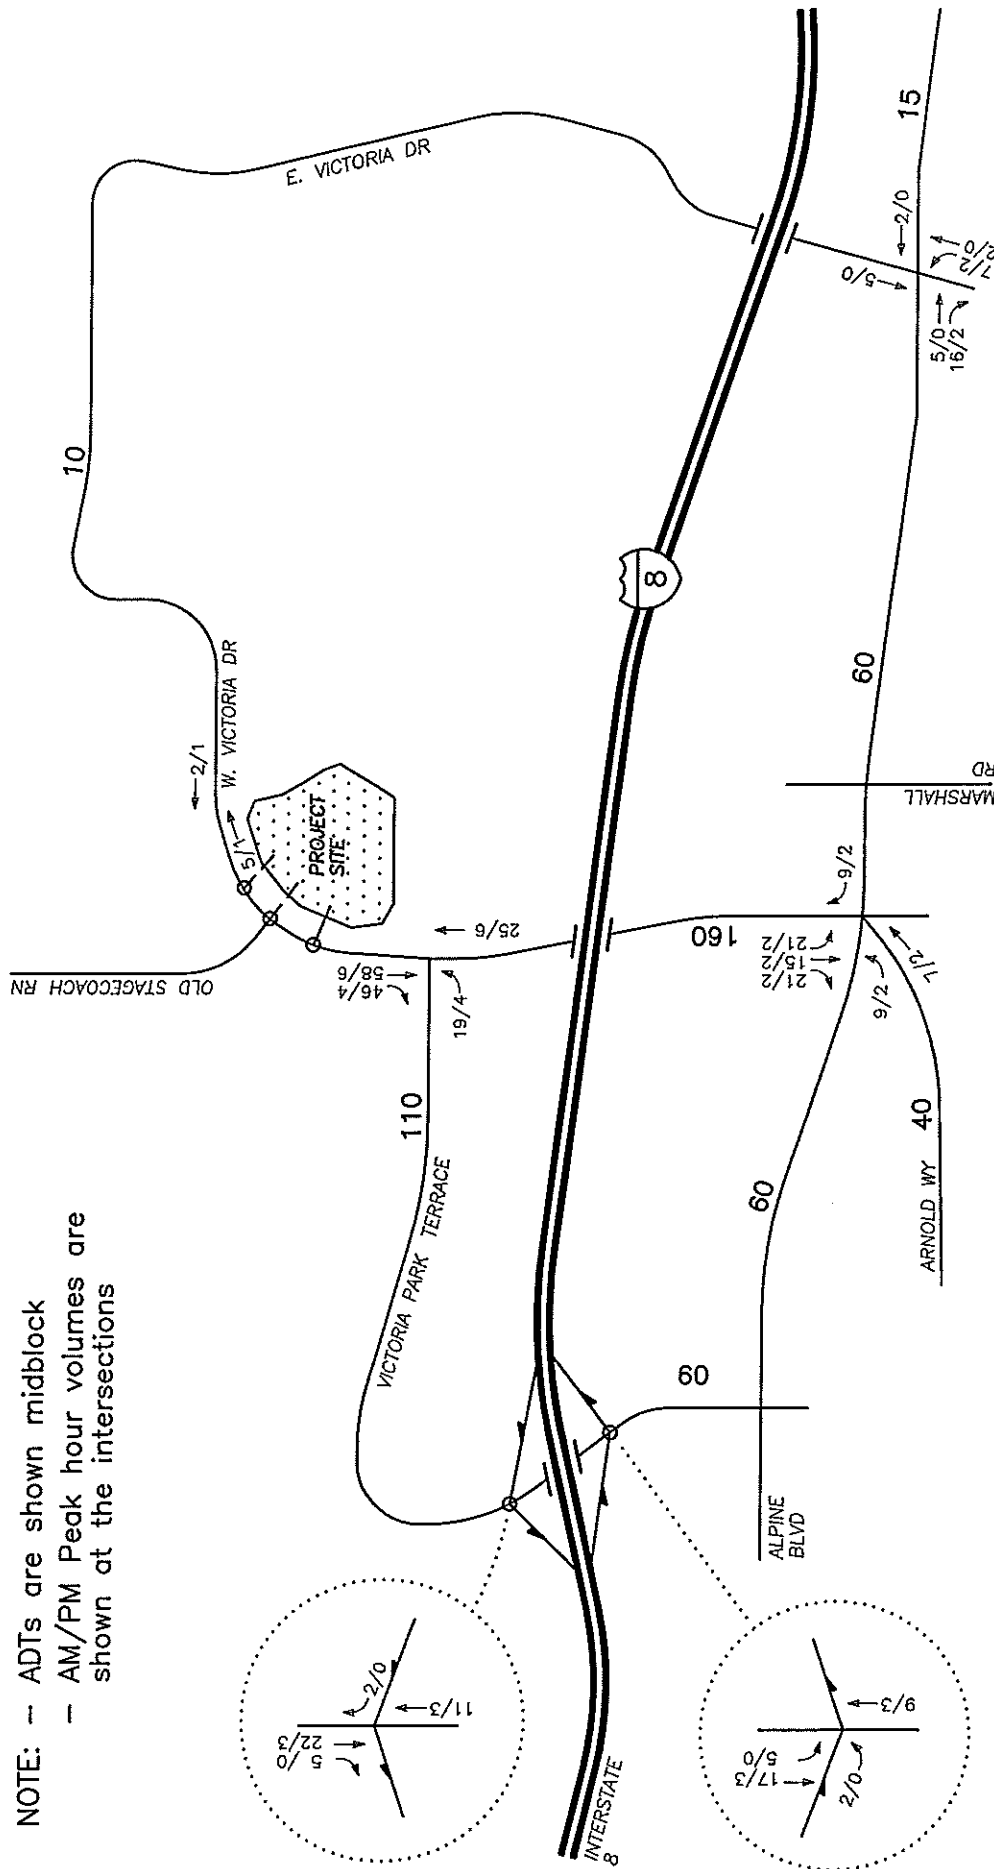 NOTE: - ADTs are shown midblock
- AM/PM Peak hour volumes are
shown at the intersections
10
E. VICTORIA DR
W. VICTORIA DR
2/1
5/1
PROJECT
SITE
OLD STAGECOACH RN
46/4
58/6
25/6
19/4
110
VICTORIA PARK TERRACE
8
160
15
2/0
5/0
5/0
16/2
2/0
60
MARSHALL
RD
9/2
21/2
15/2
21/2
9/2
60
40
ARNOLD WY
60
ALPINE
BLVD
INTERSTATE
8
5/0
22/3
2/0
11/3
17/3
5/0
2/0
9/3